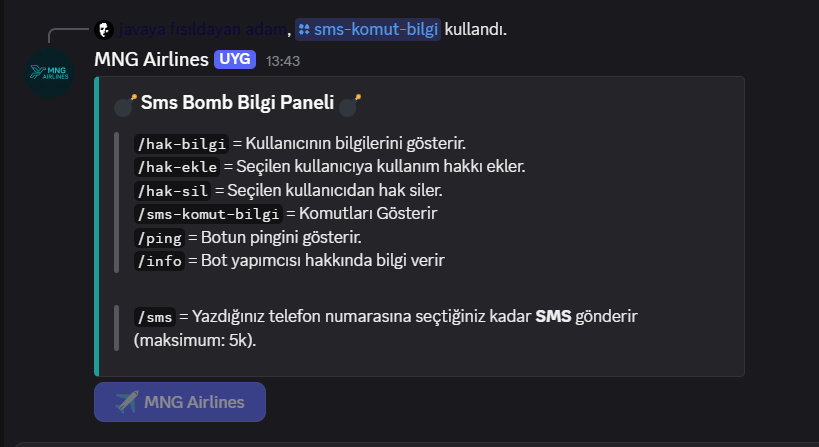 javaya fısıldayan adam, sms-komut-bilgi kullandı.
MNG Airlines UYG 13:43
MNG AIRLINES
Sms Bomb Bilgi Paneli
/hak-bilgi = Kullanıcının bilgilerini gösterir.
/hak-ekle = Seçilen kullanıcıya kullanım hakkı ekler.
/hak-sil = Seçilen kullanıcıdan hak siler.
/sms-komut-bilgi = Komutları Gösterir
/ping = Botun pingini gösterir.
/info = Bot yapımcısı hakkında bilgi verir
/sms = Yazdığınız telefon numarasına seçtiğiniz kadar SMS gönderir
(maksimum: 5k).
MNG Airlines